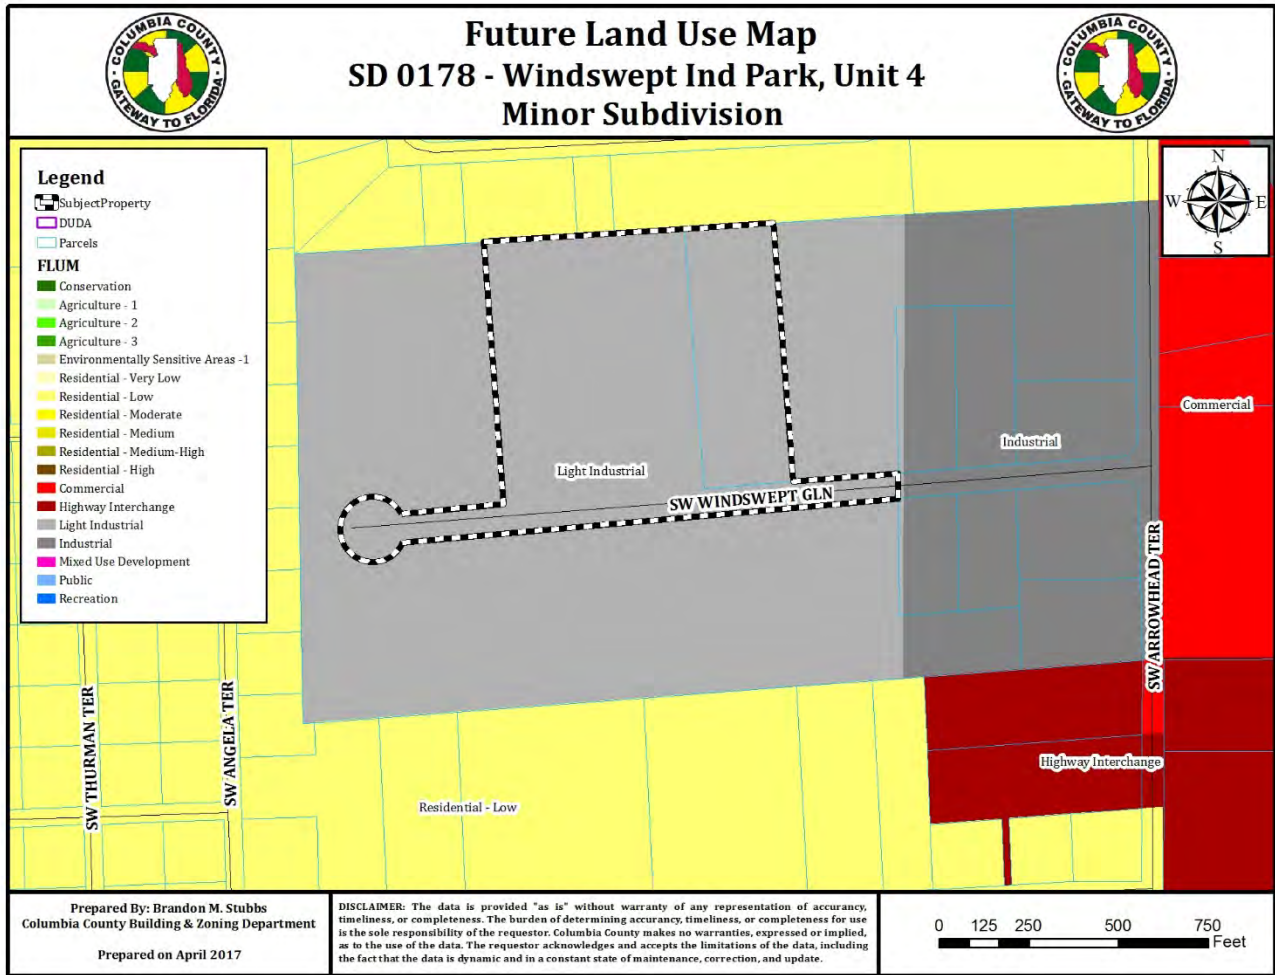 Future Land Use Map
SD 0178 - Windswept Ind Park, Unit 4
Minor Subdivision
COLUMBIA COUNTY
GATEWAY TO FLORIDA
COLUMBIA COUNTY
GATEWAY TO FLORIDA
Legend
SubjectProperty
DUDA
Parcels
FLUM
Conservation
Agriculture - 1
Agriculture - 2
Agriculture - 3
Environmentally Sensitive Areas -1
Residential - Very Low
Residential - Low
Residential - Moderate
Residential - Medium
Residential - Medium-High
Residential - High
Commercial
Highway Interchange
Light Industrial
Industrial
Mixed Use Development
Public
Recreation
N
W
E
S
Commercial
Industrial
Light Industrial
SW WINDSWEPT GLN
SW ARROWHEAD TER
SW THURMAN TER
SW ANGELA TER
Highway Interchange
Residential - Low
Prepared By: Brandon M. Stubbs
Columbia County Building & Zoning Department
Prepared on April 2017
DISCLAIMER: The data is provided "as is" without warranty of any representation of accuracy,
timeliness, or completeness. The burden of determining accuracy, timeliness, or completeness for use
is the sole responsibility of the requestor. Columbia County makes no warranties, expressed or implied,
as to the use of the data. The requestor acknowledges and accepts the limitations of the data, including
the fact that the data is dynamic and in a constant state of maintenance, correction, and update.
0 125 250 500 750
Feet